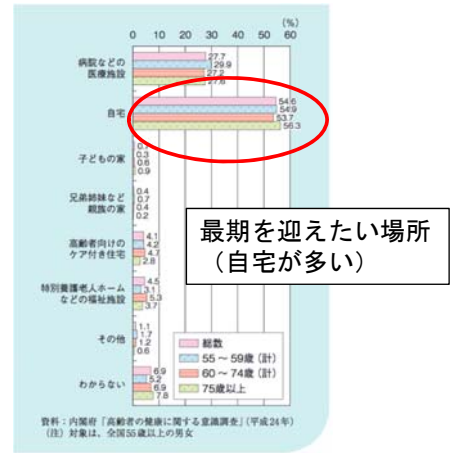 (%)
0 10 20 30 40 50 60
病院などの
医療施設
27.7
29.9
27.2
27.6
自宅
54.6
54.9
53.7
56.3
子どもの家
0.7
0.3
0.6
0.9
兄弟姉妹など
親族の家
0.4
0.7
0.4
0.2
高齢者向けの
ケア付き住宅
4.1
4.2
4.7
2.8
最期を迎えたい場所
（自宅が多い）
特別養護老人ホーム
などの福祉施設
4.5
3.1
5.3
3.7
その他
1.1
1.7
1.2
0.6
わからない
6.9
5.2
6.9
7.8
総数
55 ～ 59歳 (計)
60 ～ 74歳 (計)
75歳以上
資料：内閣府「高齢者の健康に関する意識調査」（平成24年）
（注）対象は、全国55歳以上の男女